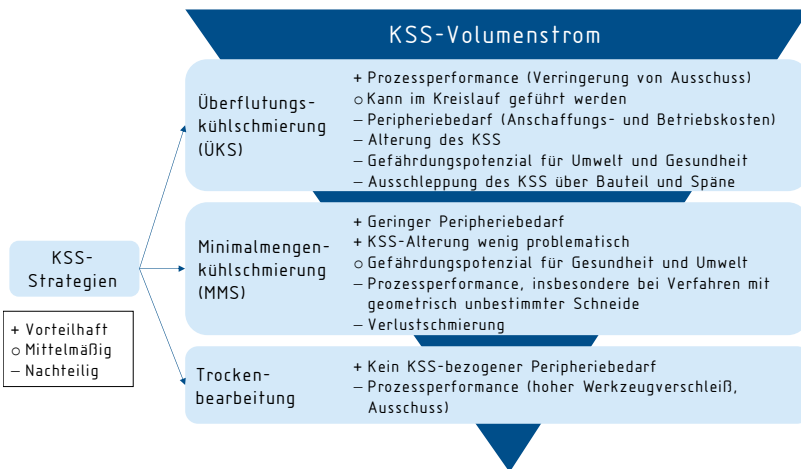 KSS-Volumenstrom
Überflutungs-
kühlschmierung
(ÜKS)
+ Prozessperformance (Verringerung von Ausschuss)
o Kann im Kreislauf geführt werden
– Peripheriebedarf (Anschaffungs- und Betriebskosten)
– Alterung des KSS
– Gefährdungspotenzial für Umwelt und Gesundheit
– Ausschleppung des KSS über Bauteil und Späne
KSS-
Strategien
Minimalmengen-
kühlschmierung
(MMS)
+ Geringer Peripheriebedarf
+ KSS-Alterung wenig problematisch
o Gefährdungspotenzial für Gesundheit und Umwelt
– Prozessperformance, insbesondere bei Verfahren mit
geometrisch unbestimmter Schneide
– Verlustschmierung
+ Vorteilhaft
o Mittelmäßig
– Nachteilig
Trocken-
bearbeitung
+ Kein KSS-bezogener Peripheriebedarf
– Prozessperformance (hoher Werkzeugverschleiß,
Ausschuss)